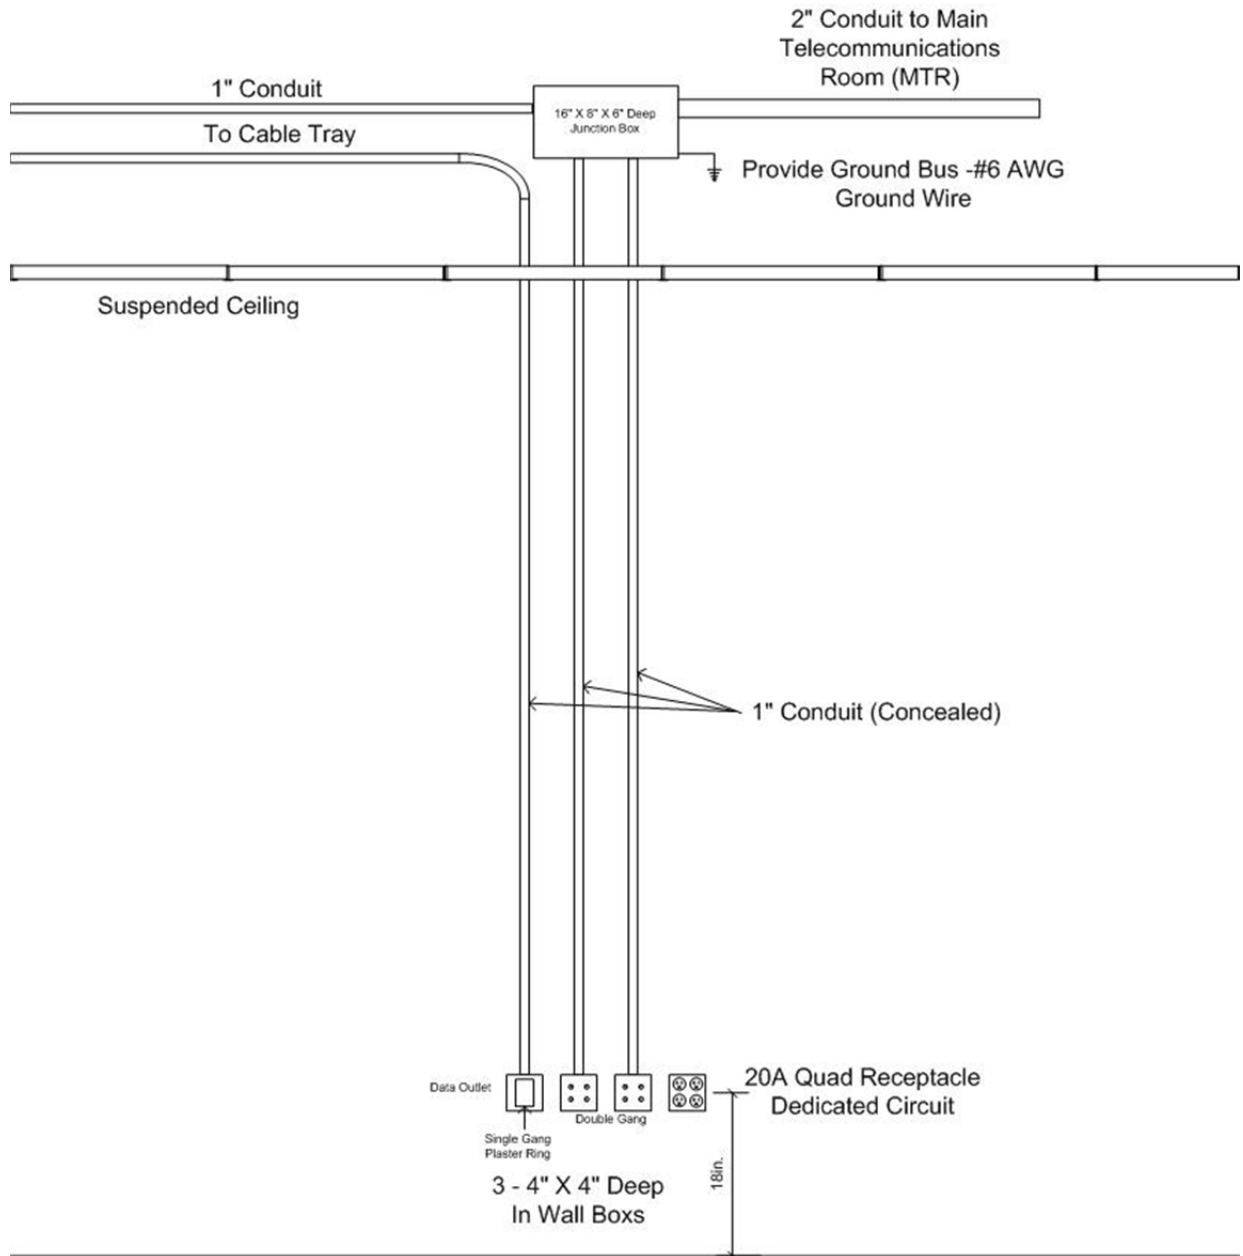 2" Conduit to Main
Telecommunications
Room (MTR)
1" Conduit
16" X 8" X 6" Deep
Junction Box
To Cable Tray
Provide Ground Bus -#6 AWG
Ground Wire
Suspended Ceiling
1" Conduit (Concealed)
Data Outlet
20A Quad Receptacle
Dedicated Circuit
Double Gang
Single Gang
Plaster Ring
3 - 4" X 4" Deep
In Wall Boxs
18in.